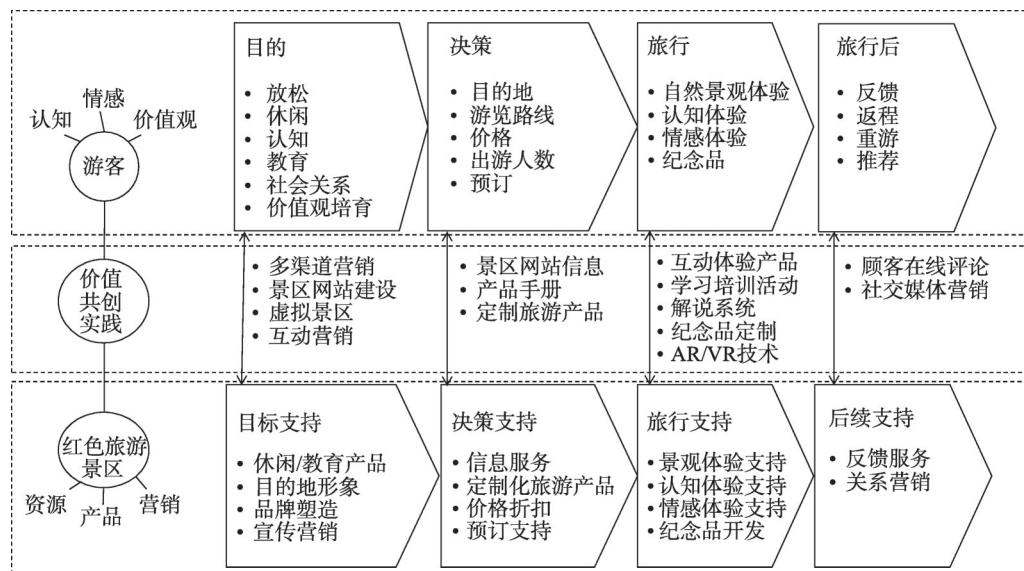 情感
认知
价值观
游客
目的
• 放松
• 休闲
• 认知
• 教育
• 社会关系
• 价值观培育
决策
• 目的地
• 游览路线
• 价格
• 出游人数
• 预订
旅行
• 自然景观体验
• 认知体验
• 情感体验
• 纪念品
旅行后
• 反馈
• 返程
• 重游
• 推荐
价值
共创
实践
• 多渠道营销
• 景区网站建设
• 虚拟景区
• 互动营销
• 景区网站信息
• 产品手册
• 定制旅游产品
• 互动体验产品
• 学习培训活动
• 解说系统
• 纪念品定制
• AR/VR技术
• 顾客在线评论
• 社交媒体营销
红色旅游
景区
资源
产品
营销
目标支持
• 休闲/教育产品
• 目的地形象
• 品牌塑造
• 宣传营销
决策支持
• 信息服务
• 定制化旅游产品
• 价格折扣
• 预订支持
旅行支持
• 景观体验支持
• 认知体验支持
• 情感体验支持
• 纪念品开发
后续支持
• 反馈服务
• 关系营销